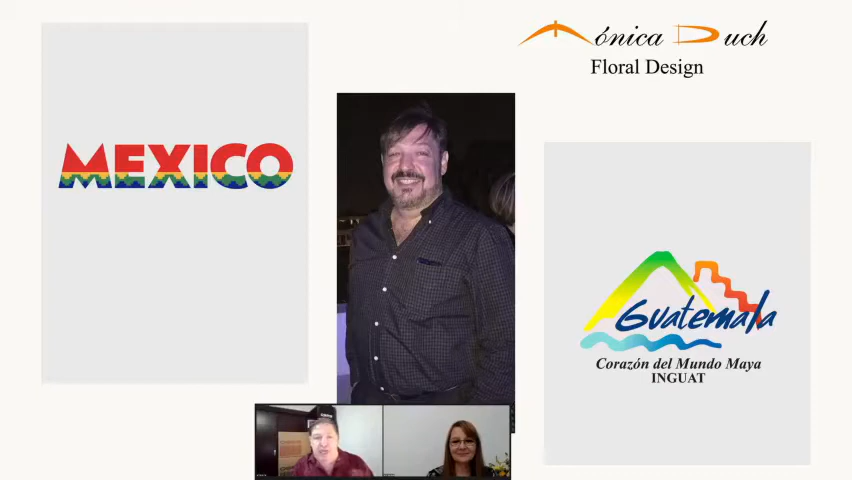 Mónica Duch
Floral Design
MEXICO
Guatemala
Corazón del Mundo Maya
INGUAT